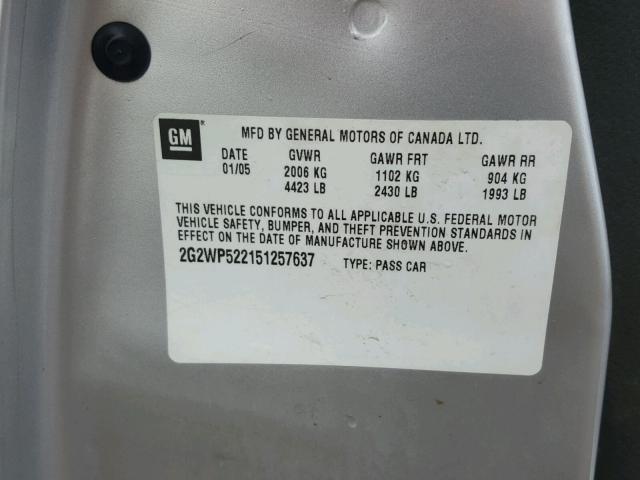 GM ® MFD BY GENERAL MOTORS OF CANADA LTD.
DATE GVWR GAWR FRT GAWR RR
01/05 2006 KG 1102 KG 904 KG
4423 LB 2430 LB 1993 LB
THIS VEHICLE CONFORMS TO ALL APPLICABLE U.S. FEDERAL MOTOR
VEHICLE SAFETY, BUMPER, AND THEFT PREVENTION STANDARDS IN
EFFECT ON THE DATE OF MANUFACTURE SHOWN ABOVE.
2G2WP522151257637 TYPE: PASS CAR